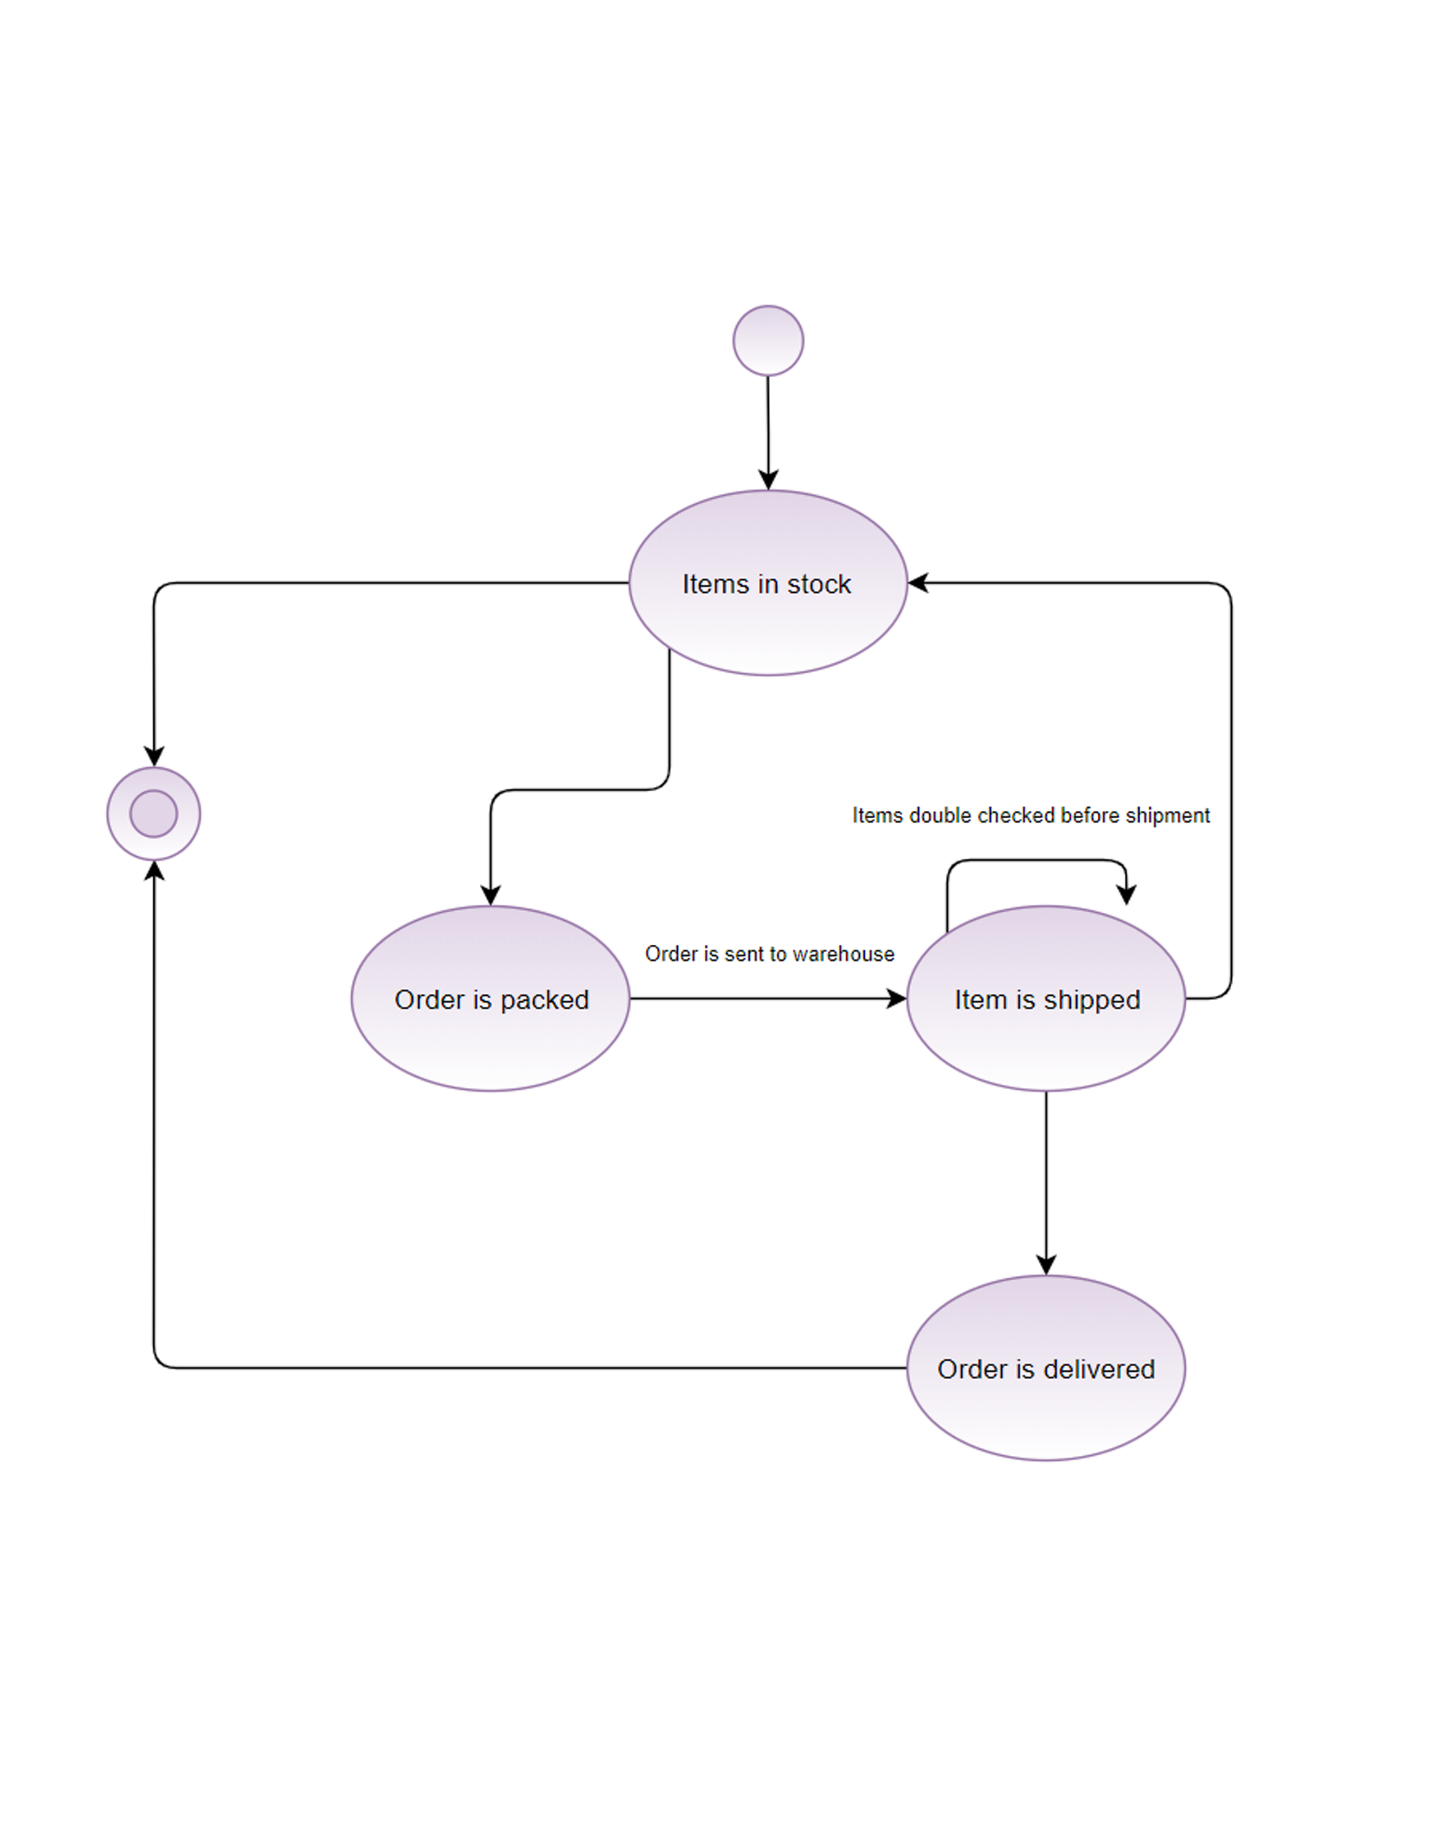 Items in stock
Items double checked before shipment
Order is sent to warehouse
Order is packed
Item is shipped
Order is delivered